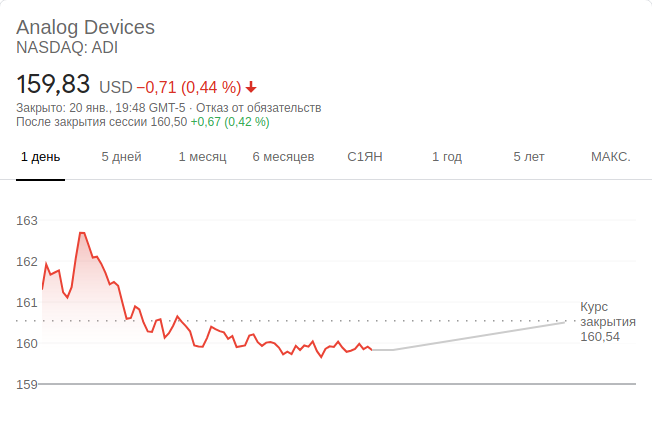 Analog Devices
NASDAQ: ADI
159,83 USD −0,71 (0,44 %)
Закрыто: 20 янв., 19:48 GMT-5 · Отказ от обязательств
После закрытия сессии 160,50 +0,67 (0,42 %)
1 день 5 дней 1 месяц 6 месяцев С1ЯН 1 год 5 лет МАКС.
163
162
161
160
159
Курс
закрытия
160,54